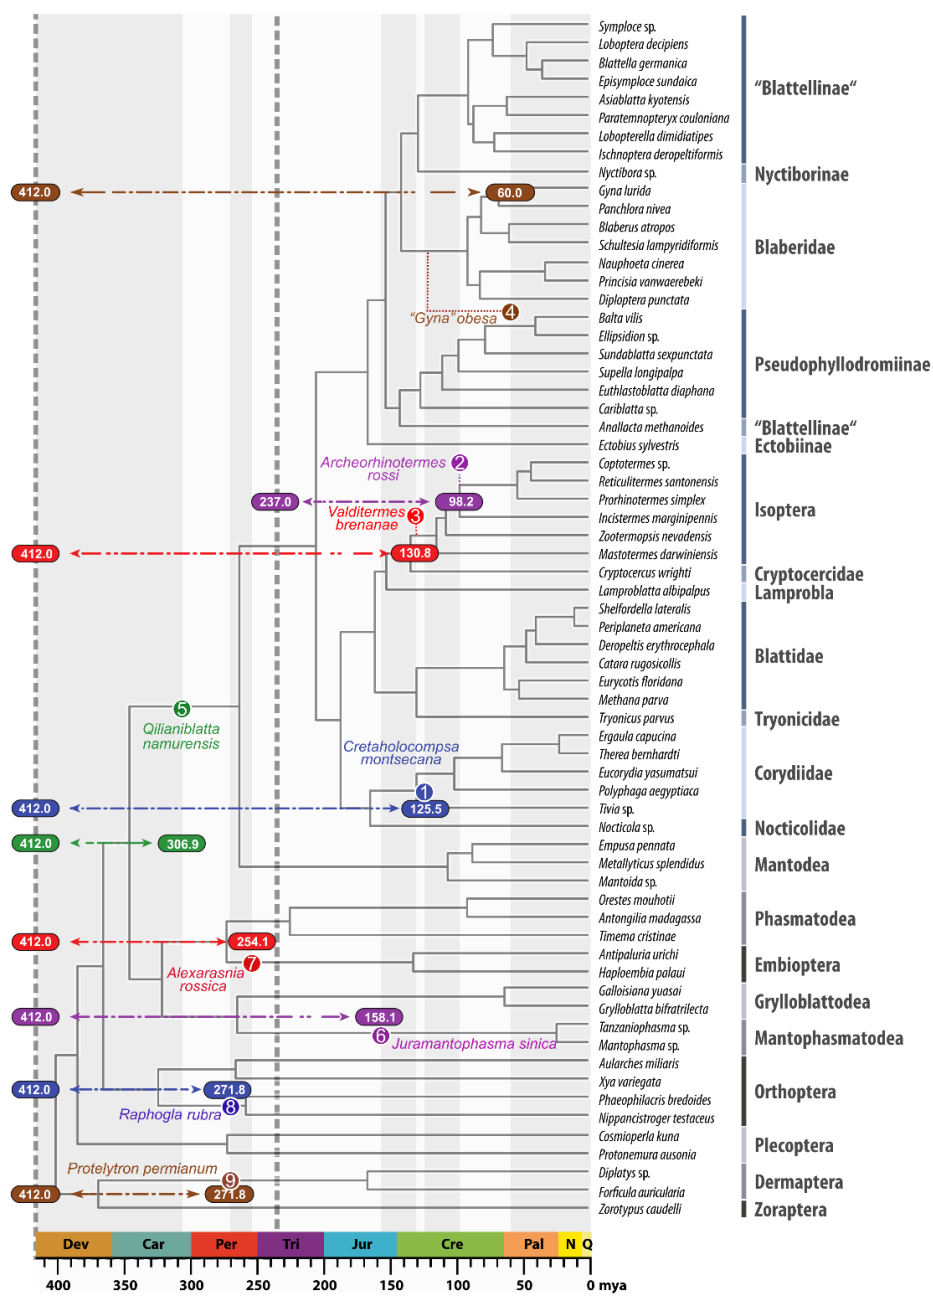 Symploce sp.
Loboptera decipiens
Blattella germanica
Episymploce sundaica
"Blattellinae"
Asiablatta kyotensis
Paratemnopteryx couloniana
Lobopterella dimidiatipes
Ischnoptera deropeltiformis
Nyctibora sp.
Nyctiborinae
412.0
60.0
Gyna lurida
Panchlora nivea
Blaberus atropos
Schultesia lampyridiformis
Blaberidae
Nauphoeta cinerea
Princisia vanwaerebeki
Diploptera punctata
"Gyna" obesa
4
Balta vilis
Ellipsidion sp.
Sundablatta sexpunctata
Pseudophyllodromiinae
Supella longipalpa
Euthlastoblatta diaphana
Cariblatta sp.
Anallacta methanoides
"Blattellinae"
Ectobius sylvestris
Ectobiinae
Archeorhinotermes
rossi
2
Coptotermes sp.
Reticulitermes santonensis
237.0
98.2
Prorhinotermes simplex
Isoptera
Valditermes
brenanae
3
Incistermes marginipennis
Zootermopsis nevadensis
412.0
130.8
Mastotermes darwiniensis
Cryptocercus wrighti
Cryptocercidae
Lamproblatta albipalpus
Lamprobla
Shelfordella lateralis
Periplaneta americana
Deropeltis erythrocephala
Blattidae
Catara rugosicollis
Eurycotis floridana
Methana parva
5
Qilianiblatta
namurensis
Tryonicus parvus
Tryonicidae
Cretaholocompsa
montsecana
Ergaula capucina
Therea bernhardti
Eucorydia yasumatsui
Corydiidae
1
Polyphaga aegyptiaca
412.0
125.5
Tivia sp.
Nocticola sp.
Nocticolidae
412.0
306.9
Empusa pennata
Metallyticus splendidus
Mantodea
Mantoida sp.
Orestes mouhotii
Antongilia madagassa
Phasmatodea
412.0
254.1
Timema cristinae
Alexarasnia
rossica
7
Antipaluria urichi
Embioptera
Haploembia palaui
Galloisiana yuasai
Grylloblattodea
Grylloblatta bifratrilecta
412.0
158.1
Tanzaniophasma sp.
Mantophasmatodea
6
Juramantophasma sinica
Mantophasma sp.
Aularches miliaris
Xya variegata
412.0
271.8
Orthoptera
Phaeophilacris bredoides
Raphogla rubra
8
Nippancistroger testaceus
Cosmioperla kuna
Plecoptera
Protonemura ausonia
Protelytron permianum
9
Diplatys sp.
Dermaptera
412.0
271.8
Forficula auricularia
Zorotypus caudelli
Zoraptera
Dev Car Per Tri Jur Cre Pal N Q
400 350 300 250 200 150 100 50 0 mya